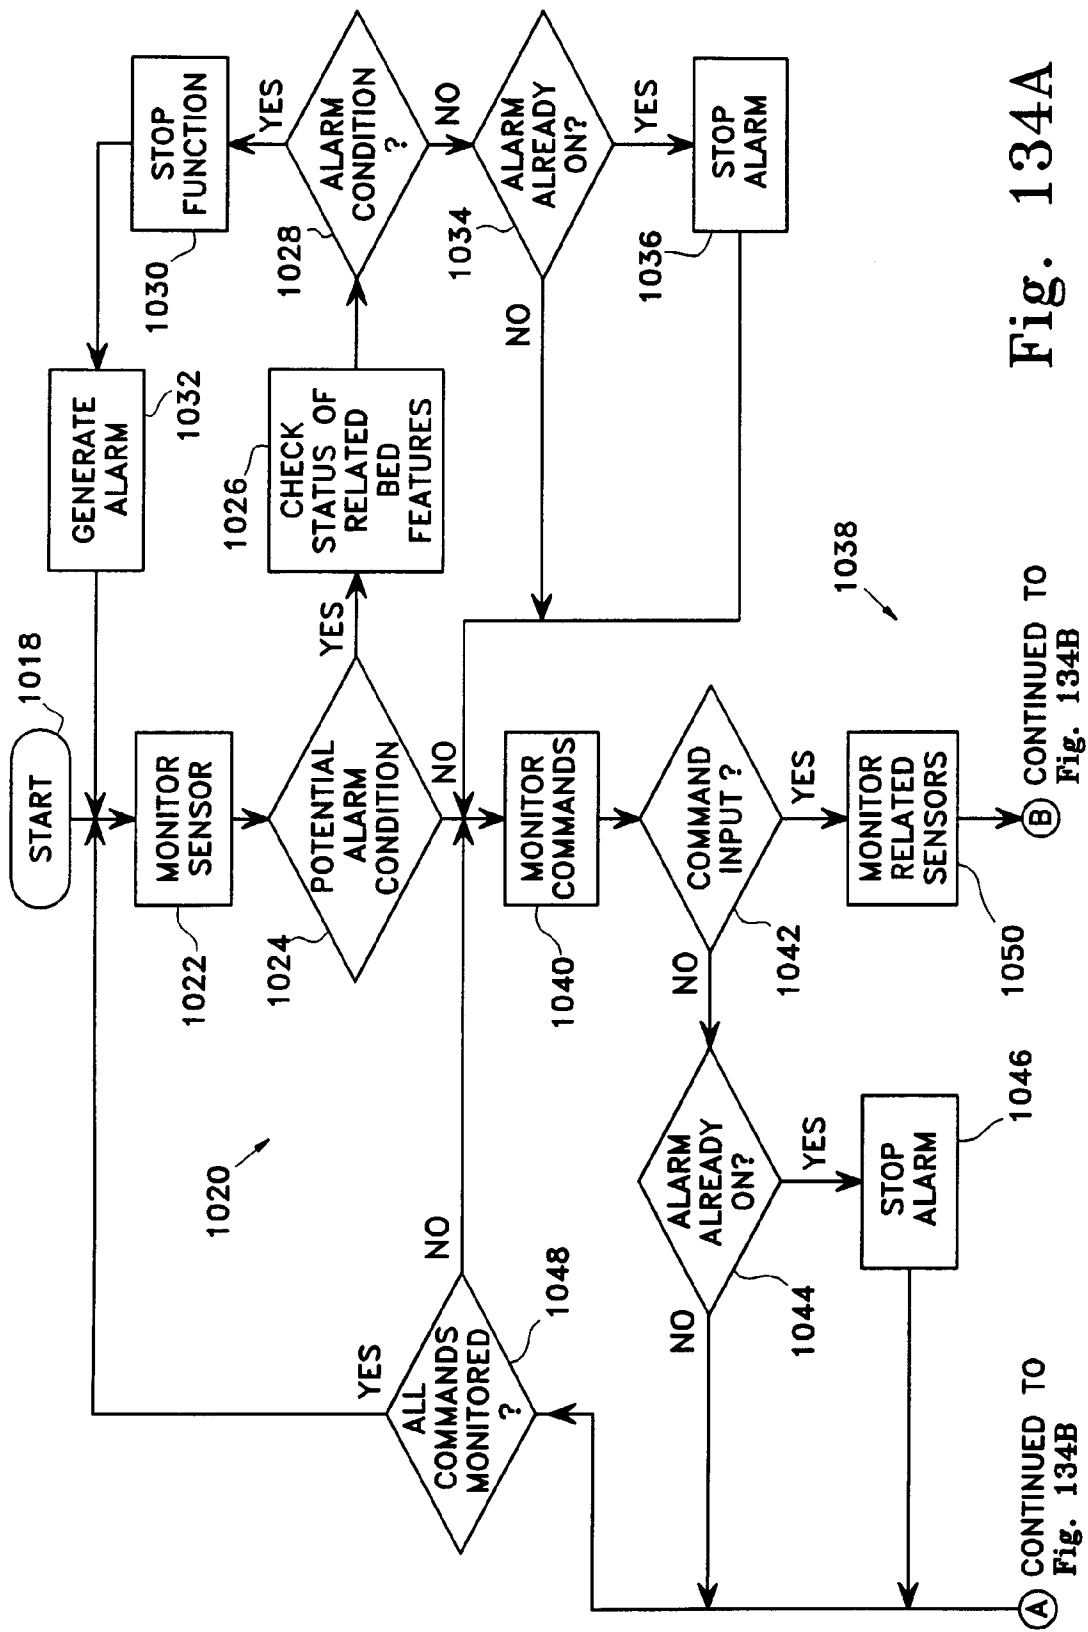 START
1018
GENERATE
ALARM
1032
STOP
FUNCTION
1030
MONITOR
SENSOR
1022
POTENTIAL
ALARM
CONDITION
1024
YES
NO
CHECK
STATUS OF
RELATED
BED
FEATURES
1026
ALARM
CONDITION
?
1028
YES
NO
ALARM
ALREADY
ON?
1034
NO
YES
STOP
ALARM
1036
1020
ALL
COMMANDS
MONITORED
?
1048
YES
NO
MONITOR
COMMANDS
1040
COMMAND
INPUT ?
1042
NO
YES
1038
ALARM
ALREADY
ON?
1044
NO
YES
STOP
ALARM
1046
MONITOR
RELATED
SENSORS
1050
A CONTINUED TO
Fig. 134B
B CONTINUED TO
Fig. 134B
Fig. 134A